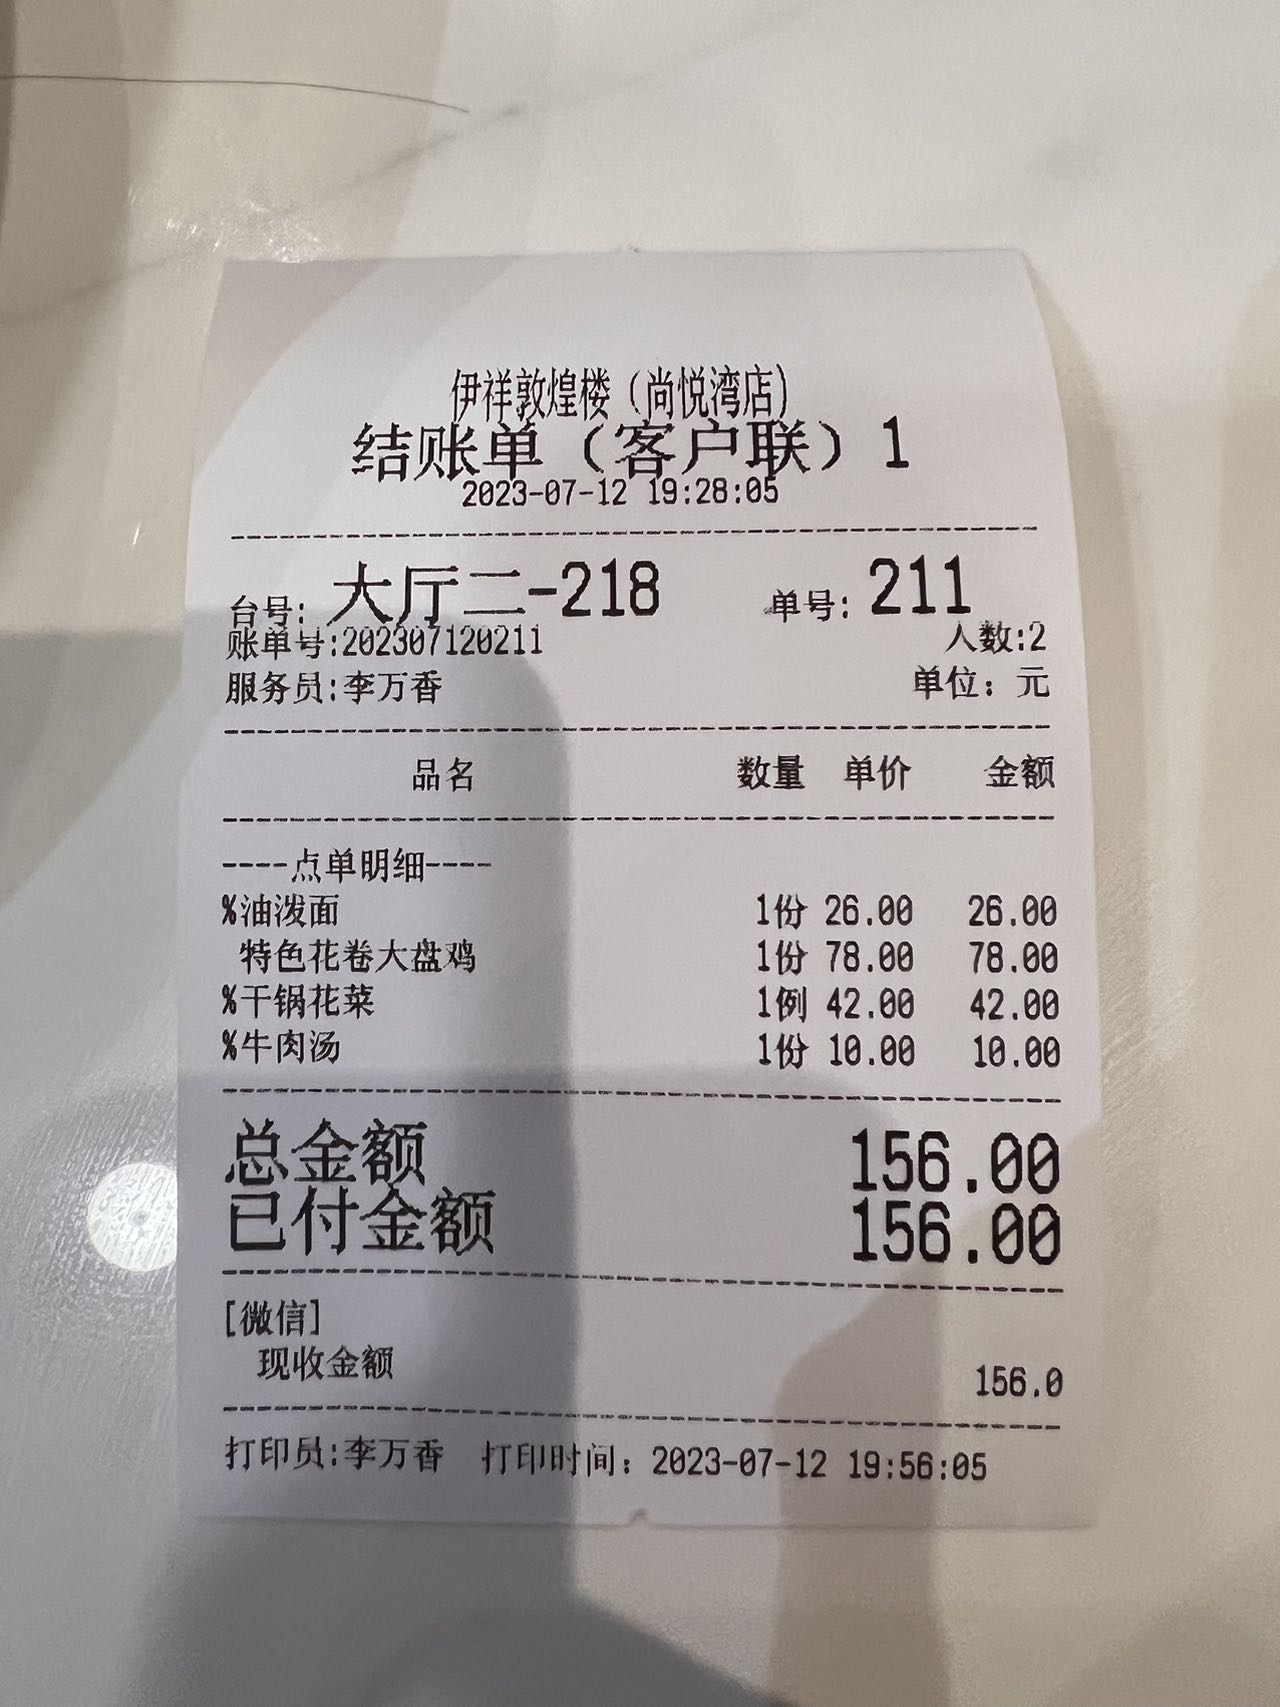 伊祥敦煌楼（尚悦湾店）
结账单（客户联）1
2023-07-12 19:28:05
台号: 大厅二-218 单号: 211
账单号:202307120211 人数:2
服务员:李万香 单位：元
品名 数量 单价 金额
----点单明细----
%油泼面 1份 26.00 26.00
特色花卷大盘鸡 1份 78.00 78.00
%干锅花菜 1例 42.00 42.00
%牛肉汤 1份 10.00 10.00
总金额 156.00
已付金额 156.00
[微信]
现收金额 156.0
打印员:李万香 打印时间：2023-07-12 19:56:05